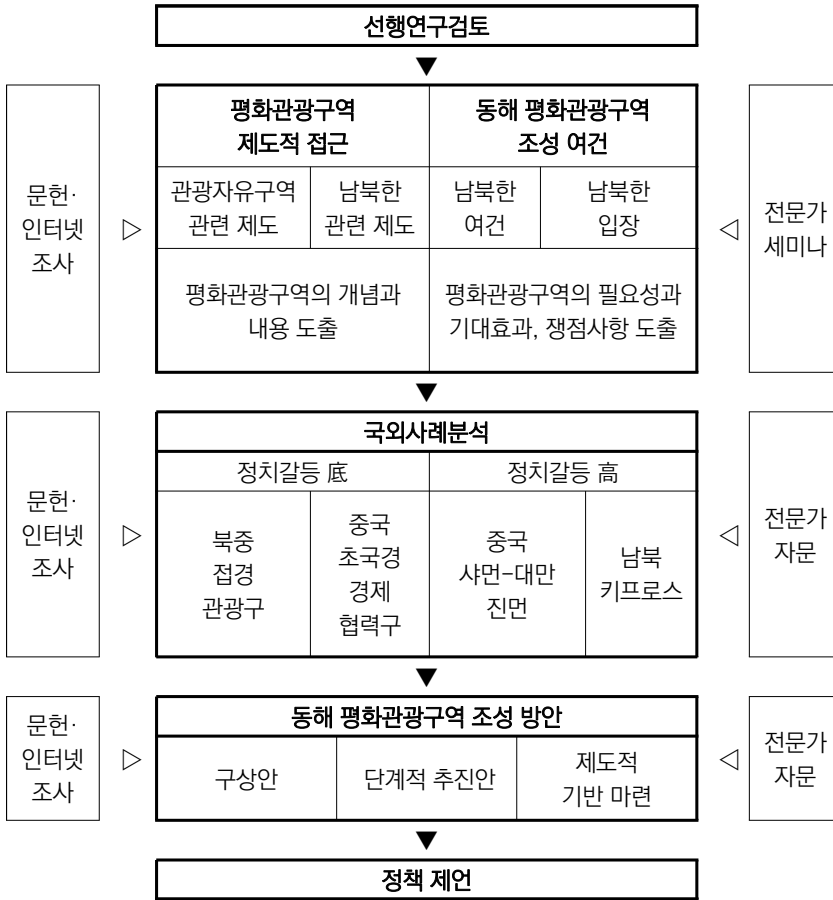 선행연구검토
▼
문헌·
인터넷
조사
▷
평화관광구역
제도적 접근
동해 평화관광구역
조성 여건
관광자유구역
관련 제도
남북한
관련 제도
남북한
여건
남북한
입장
평화관광구역의 개념과
내용 도출
평화관광구역의 필요성과
기대효과, 쟁점사항 도출
◁
전문가
세미나
▼
문헌·
인터넷
조사
▷
국외사례분석
정치갈등 底
정치갈등 高
북중
접경
관광구
중국
초국경
경제
협력구
중국
샤먼-대만
진먼
남북
키프로스
◁
전문가
자문
▼
문헌·
인터넷
조사
▷
동해 평화관광구역 조성 방안
구상안
단계적 추진안
제도적
기반 마련
◁
전문가
자문
▼
정책 제언